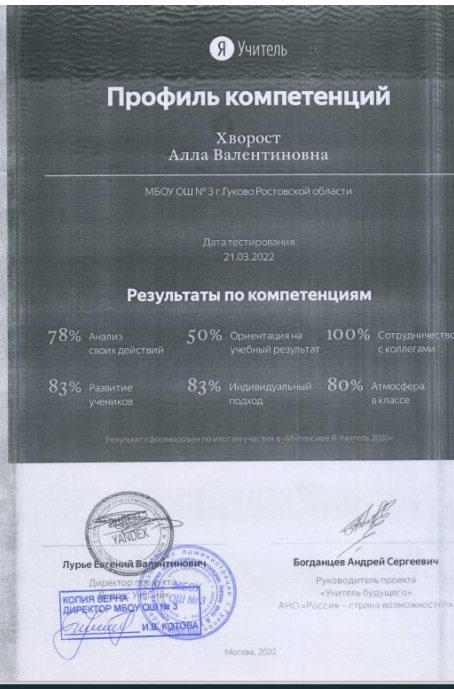 Я Учитель
Профиль компетенций
Хворост
Алла Валентиновна
МБОУ ОШ № 3 г.Гуково Ростовской области
Дата тестирования
21.03.2022
Результаты по компетенциям
78% Анализ
своих действий
50% Ориентация на
учебный результат
100% Сотрудничество
с коллегами
83% Развитие
учеников
83% Индивидуальный
подход
80% Атмосфера
в классе
Результат сформирован по итогам участия в «Интенсиве Я Учитель 2020»
YANDEX
Лурье Евгений Валентинович
Директор продукта
Богданцев Андрей Сергеевич
Руководитель проекта
«Учитель будущего»
АНО «Россия – страна возможностей»
КОПИЯ ВЕРНА
ДИРЕКТОР МБОУ ОШ № 3
И.В. КОТОВА
МБОУ
ОШ №3
Москва, 2020